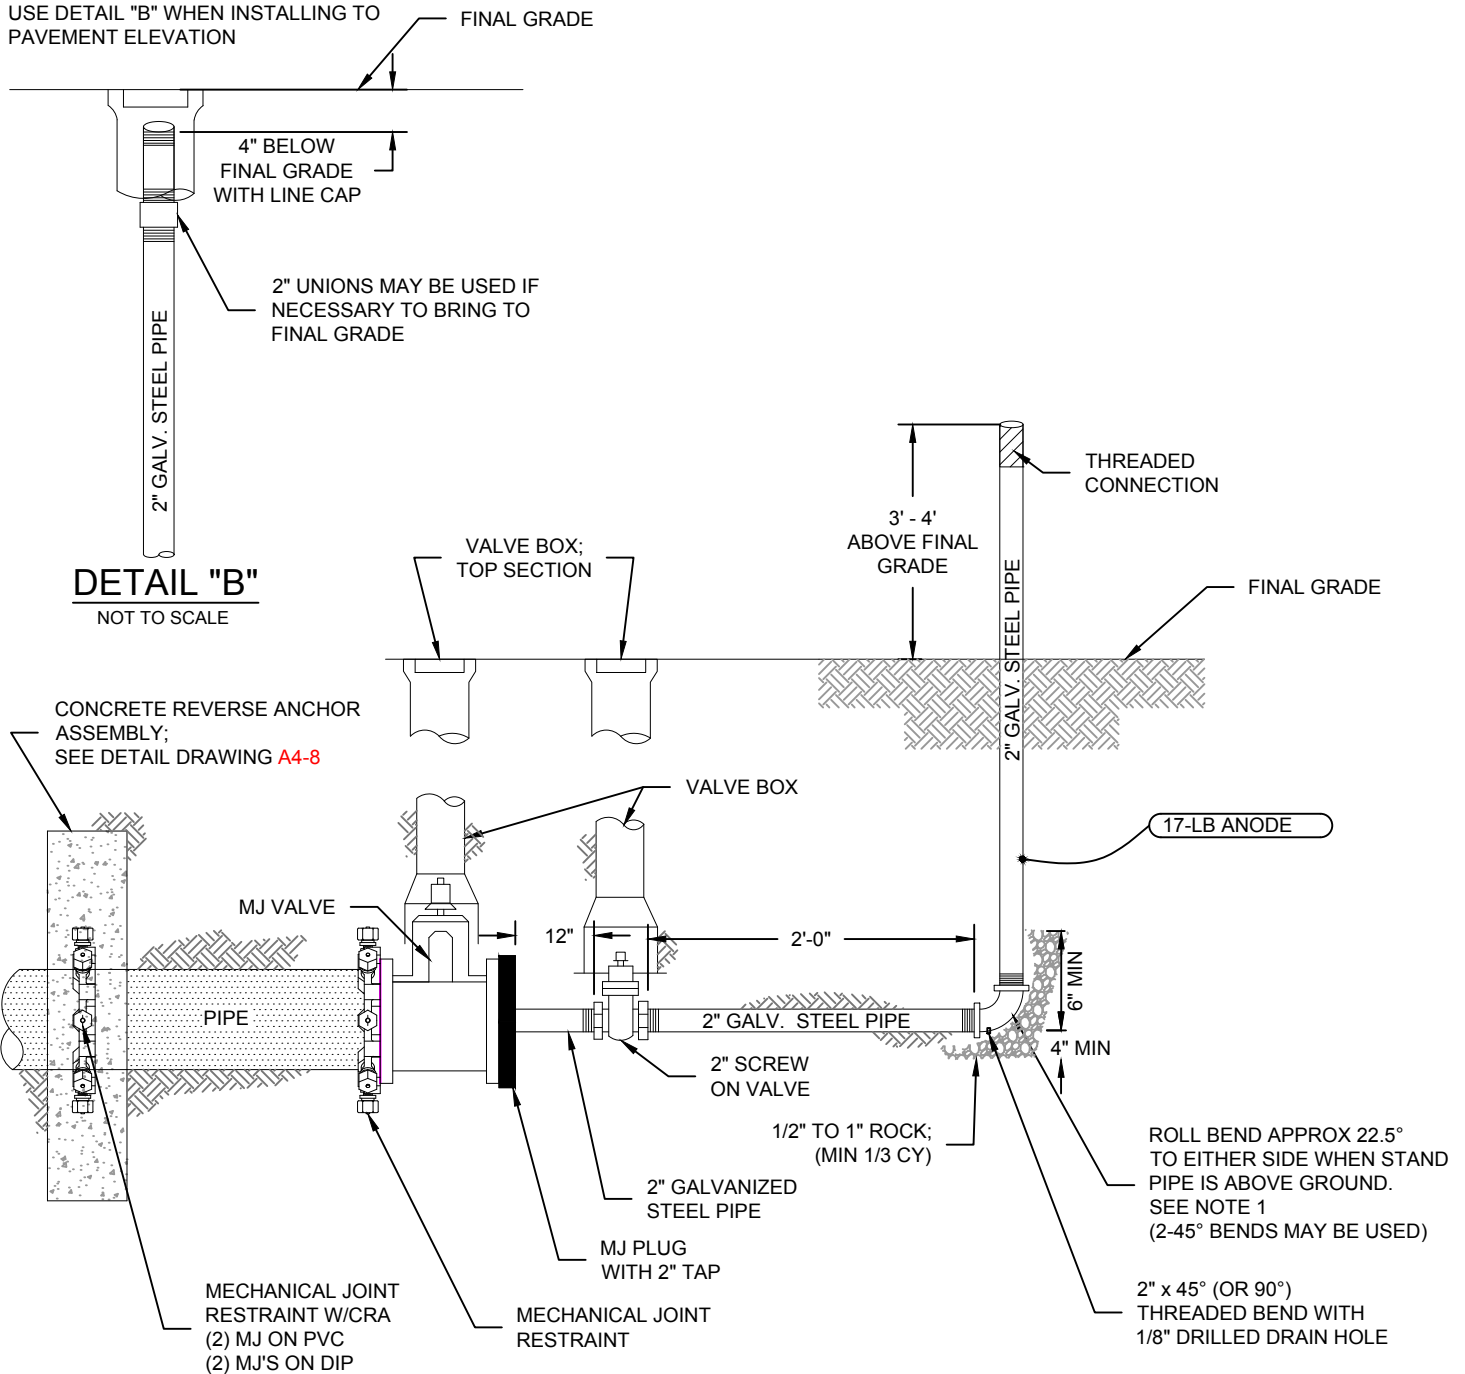 USE DETAIL "B" WHEN INSTALLING TO
PAVEMENT ELEVATION
FINAL GRADE
4" BELOW
FINAL GRADE
WITH LINE CAP
2" UNIONS MAY BE USED IF
NECESSARY TO BRING TO
FINAL GRADE
2" GALV. STEEL PIPE
DETAIL "B"
NOT TO SCALE
THREADED
CONNECTION
3' - 4'
ABOVE FINAL
GRADE
VALVE BOX;
TOP SECTION
FINAL GRADE
2" GALV. STEEL PIPE
CONCRETE REVERSE ANCHOR
ASSEMBLY;
SEE DETAIL DRAWING A4-8
VALVE BOX
17-LB ANODE
MJ VALVE
12"
2'-0"
6" MIN
PIPE
2" GALV. STEEL PIPE
4" MIN
2" SCREW
ON VALVE
1/2" TO 1" ROCK;
(MIN 1/3 CY)
ROLL BEND APPROX 22.5°
TO EITHER SIDE WHEN STAND
PIPE IS ABOVE GROUND.
SEE NOTE 1
(2-45° BENDS MAY BE USED)
2" GALVANIZED
STEEL PIPE
MJ PLUG
WITH 2" TAP
MECHANICAL JOINT
RESTRAINT W/CRA
(2) MJ ON PVC
(2) MJ'S ON DIP
MECHANICAL JOINT
RESTRAINT
2" x 45° (OR 90°)
THREADED BEND WITH
1/8" DRILLED DRAIN HOLE